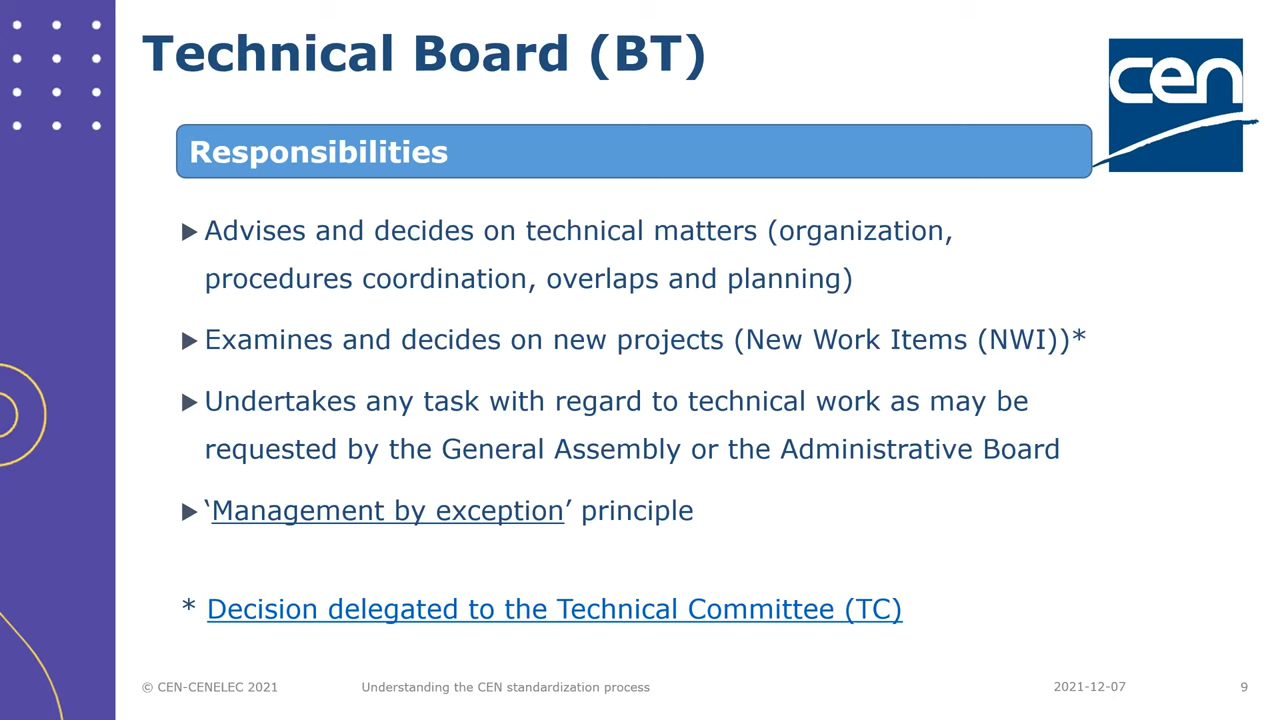 Technical Board (BT)
cen
Responsibilities
Advises and decides on technical matters (organization,
procedures coordination, overlaps and planning)
Examines and decides on new projects (New Work Items (NWI))*
Undertakes any task with regard to technical work as may be
requested by the General Assembly or the Administrative Board
‘Management by exception’ principle
* Decision delegated to the Technical Committee (TC)
© CEN-CENELEC 2021 Understanding the CEN standardization process 2021-12-07 9